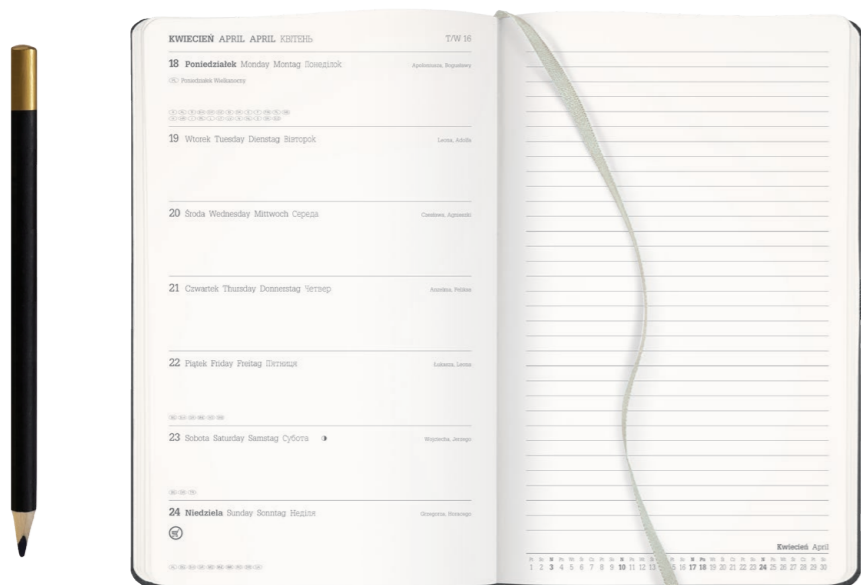 KWIECIEŃ APRIL APRIL КВІТЕНЬ T/W 16
18 Poniedziałek Monday Montag Понеділок Apoloniusza, Bogusławy
Poniedziałek Wielkanocny
19 Wtorek Tuesday Dienstag Вівторок Leona, Adolfa
20 Środa Wednesday Mittwoch Середа Czesława, Agnieszki
21 Czwartek Thursday Donnerstag Четвер Anzelma, Feliksa
22 Piątek Friday Freitag П'ятниця Łukasza, Leona
23 Sobota Saturday Samstag Субота Wojciecha, Jerzego
24 Niedziela Sunday Sonntag Неділя Grzegorza, Horacego
Kwiecień April
1 2 3 4 5 6 7 8 9 10 11 12 13 14 15 16 17 18 19 20 21 22 23 24 25 26 27 28 29 30